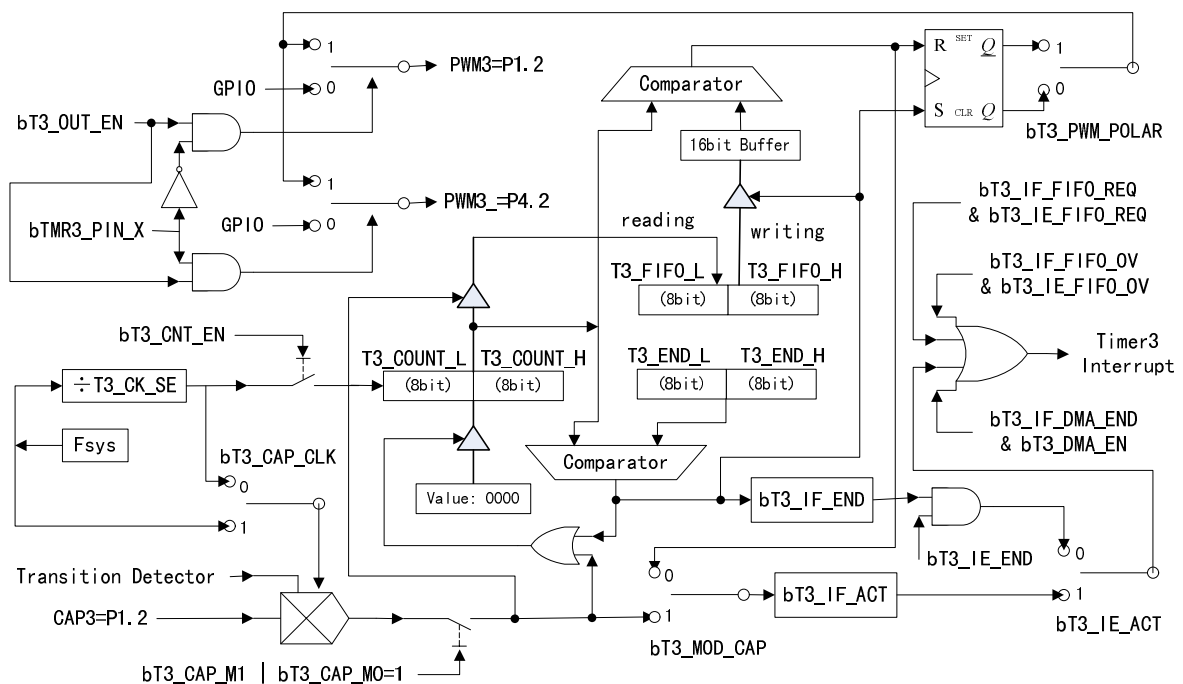 1
PWM3=P1.2
GPIO
0
bT3_OUT_EN
1
PWM3_=P4.2
bTMR3_PIN_X
GPIO
0
Comparator
16bit Buffer
reading
writing
R
SET
Q
S
CLR
Q
1
0
bT3_PWM_POLAR
bT3_IF_FIFO_REQ
& bT3_IE_FIFO_REQ
bT3_IF_FIFO_OV
& bT3_IE_FIFO_OV
Timer3
Interrupt
bT3_IF_DMA_END
& bT3_DMA_EN
T3_FIFO_L
T3_FIFO_H
(8bit)
(8bit)
bT3_CNT_EN
T3_COUNT_L
T3_COUNT_H
(8bit)
(8bit)
T3_END_L
T3_END_H
(8bit)
(8bit)
÷T3_CK_SE
Fsys
bT3_CAP_CLK
0
1
Value: 0000
Comparator
bT3_IF_END
bT3_IE_END
0
1
bT3_IE_ACT
Transition Detector
CAP3=P1.2
bT3_CAP_M1 | bT3_CAP_MO=1
0
1
bT3_MOD_CAP
bT3_IF_ACT